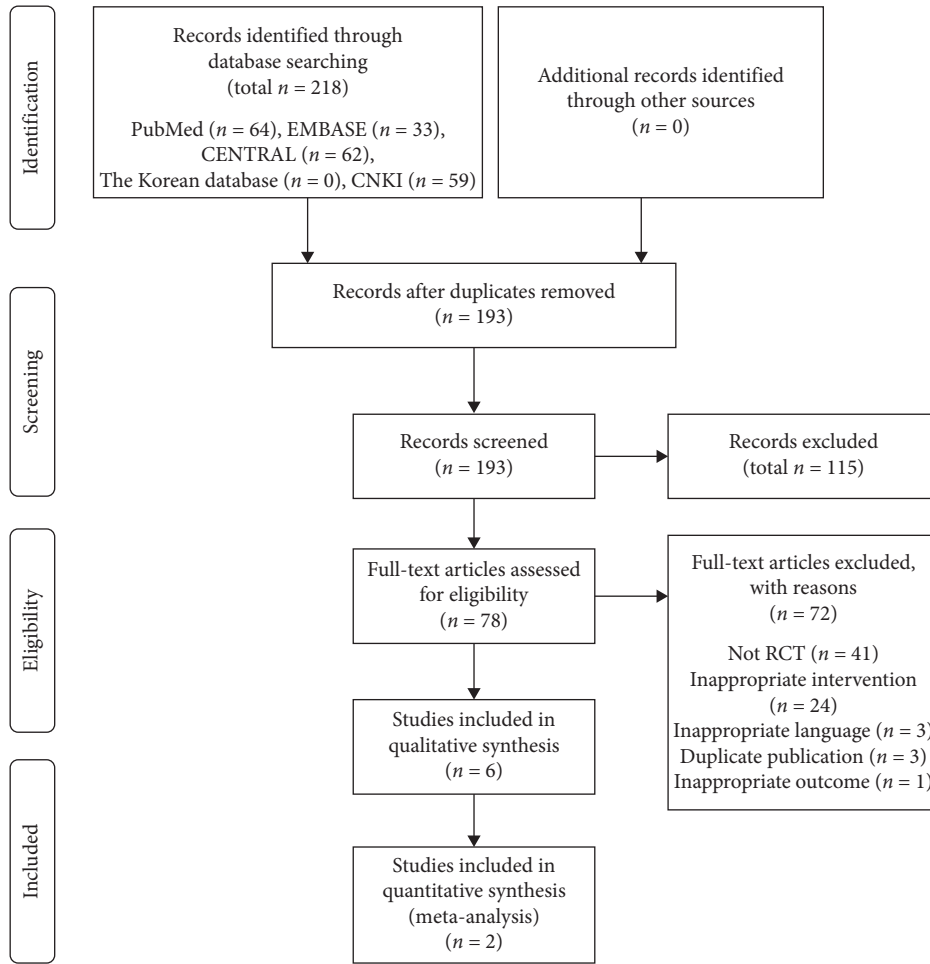 Identification
Records identified through
database searching
(total n = 218)
PubMed (n = 64), EMBASE (n = 33),
CENTRAL (n = 62),
The Korean database (n = 0), CNKI (n = 59)
Additional records identified
through other sources
(n = 0)
Screening
Records after duplicates removed
(n = 193)
Records screened
(n = 193)
Records excluded
(total n = 115)
Eligibility
Full-text articles assessed
for eligibility
(n = 78)
Full-text articles excluded,
with reasons
(n = 72)
Not RCT (n = 41)
Inappropriate intervention
(n = 24)
Inappropriate language (n = 3)
Duplicate publication (n = 3)
Inappropriate outcome (n = 1)
Studies included in
qualitative synthesis
(n = 6)
Included
Studies included in
quantitative synthesis
(meta-analysis)
(n = 2)